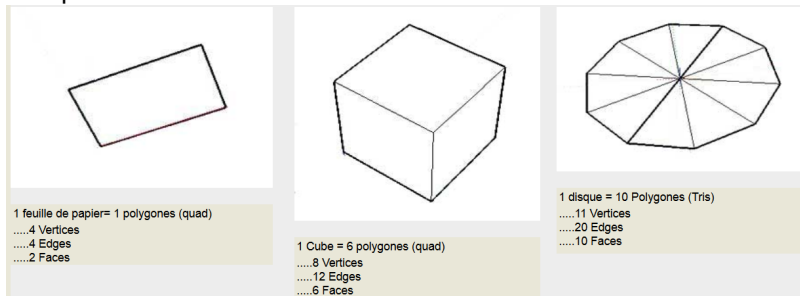 1 feuille de papier= 1 polygones (quad)
.....4 Vertices
.....4 Edges
.....2 Faces
1 Cube = 6 polygones (quad)
.....8 Vertices
.....12 Edges
.....6 Faces
1 disque = 10 Polygones (Tris)
.....11 Vertices
.....20 Edges
.....10 Faces